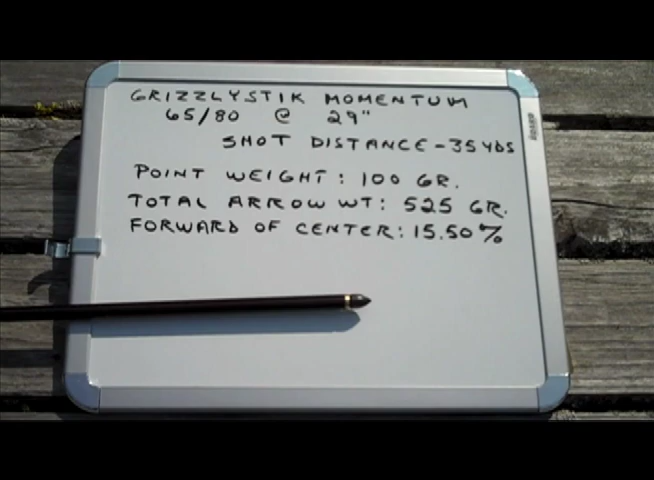 GRIZZLYSTIK MOMENTUM
65/80 @ 29"
SHOT DISTANCE - 35 YDS
POINT WEIGHT: 100 GR.
TOTAL ARROW WT: 525 GR.
FORWARD OF CENTER: 15.50%